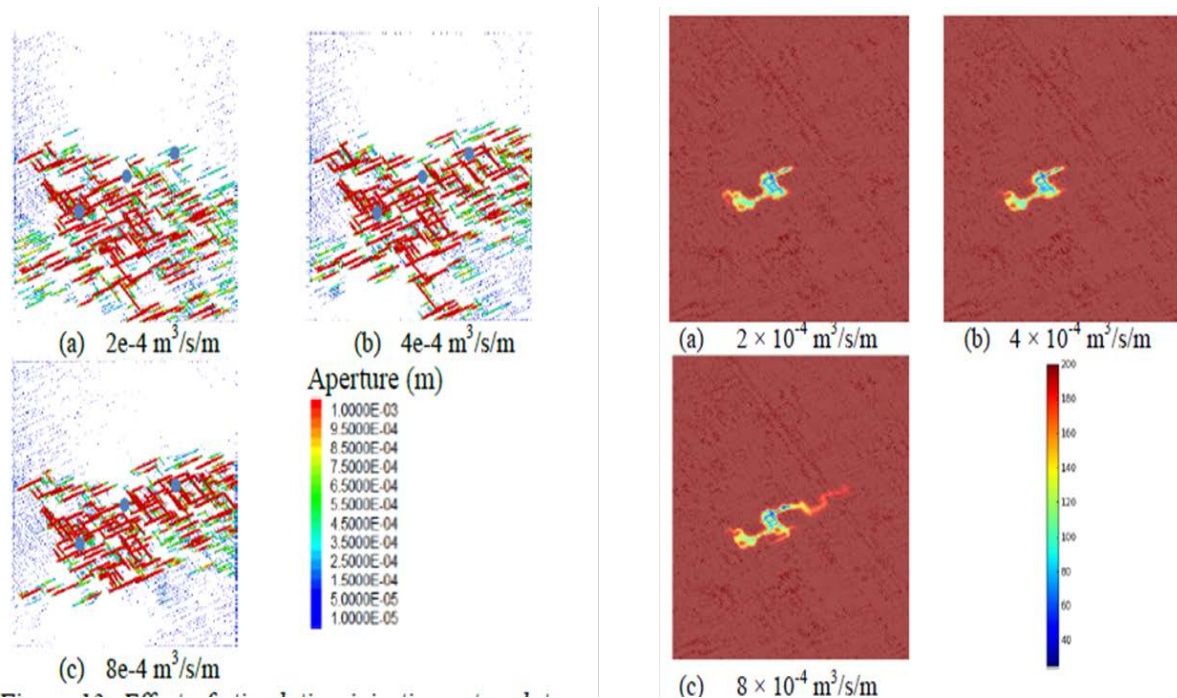 (a) 2e-4 m³/s/m
(b) 4e-4 m³/s/m
Aperture (m)
1.0000E-03
9.5000E-04
8.5000E-04
7.5000E-04
6.5000E-04
5.5000E-04
4.5000E-04
3.5000E-04
2.5000E-04
1.5000E-04
5.0000E-05
1.0000E-05
(c) 8e-4 m³/s/m
(a) 2 × 10⁻⁴ m³/s/m
(b) 4 × 10⁻⁴ m³/s/m
200
180
160
140
120
100
80
60
40
(c) 8 × 10⁻⁴ m³/s/m